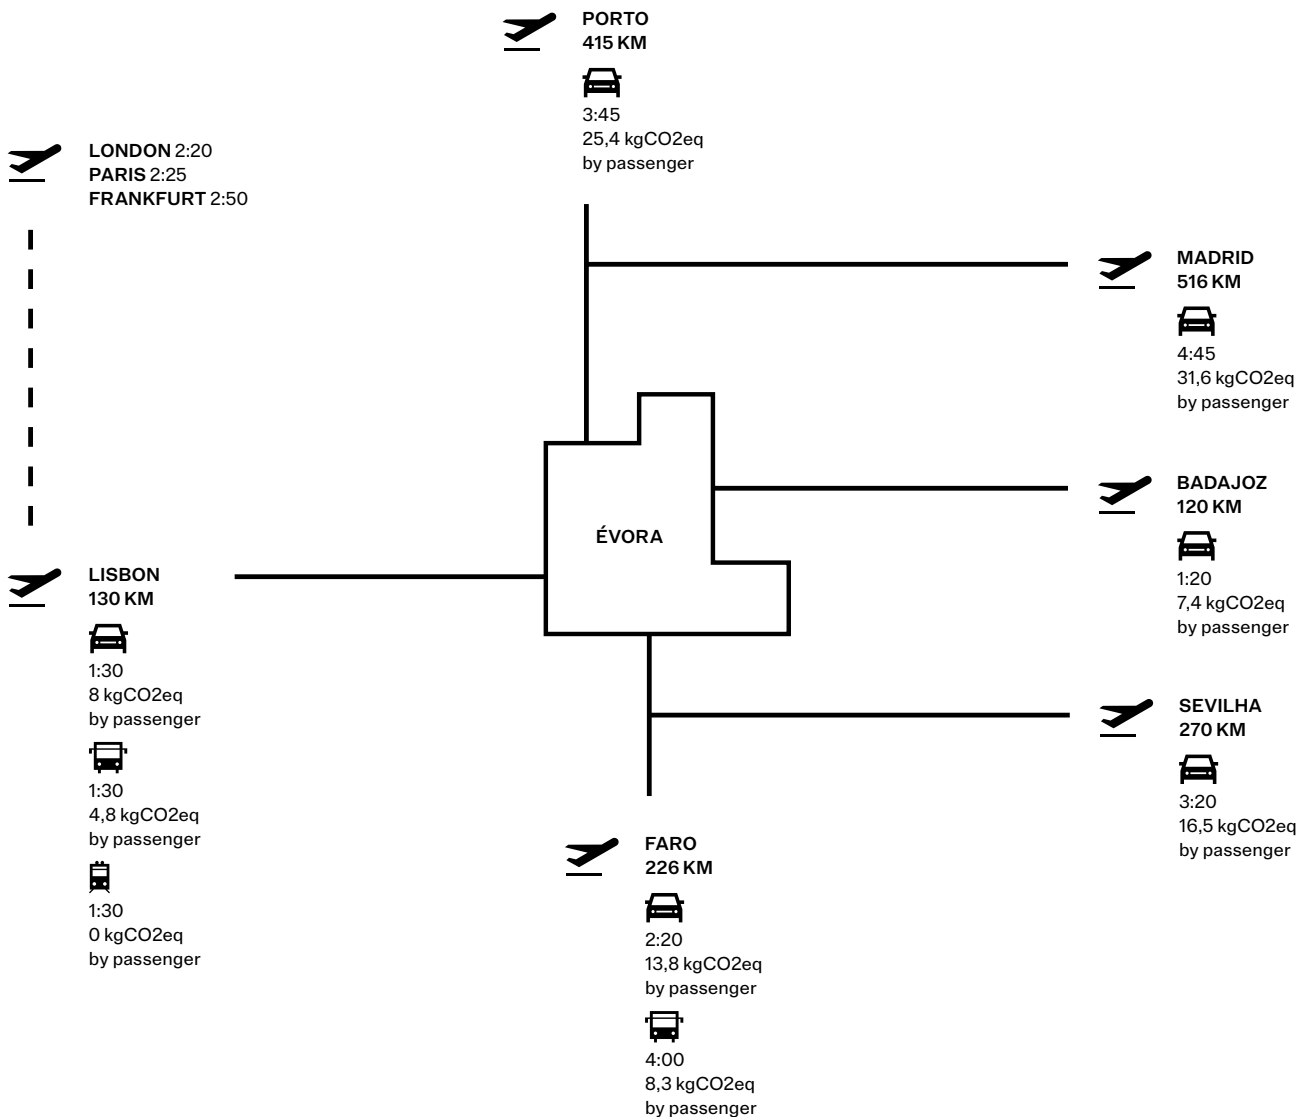 PORTO
415 KM
3:45
25,4 kgCO2eq
by passenger
LONDON 2:20
PARIS 2:25
FRANKFURT 2:50
MADRID
516 KM
4:45
31,6 kgCO2eq
by passenger
BADAJOZ
120 KM
1:20
7,4 kgCO2eq
by passenger
ÉVORA
LISBON
130 KM
1:30
8 kgCO2eq
by passenger
1:30
4,8 kgCO2eq
by passenger
1:30
0 kgCO2eq
by passenger
SEVILHA
270 KM
3:20
16,5 kgCO2eq
by passenger
FARO
226 KM
2:20
13,8 kgCO2eq
by passenger
4:00
8,3 kgCO2eq
by passenger